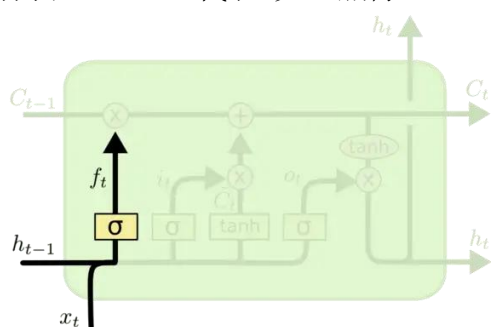 h_t
C_{t-1} × + C_t
tanh
f_t i_t × o_t ×
C̃_t
σ σ tanh σ
h_{t-1} h_t
x_t